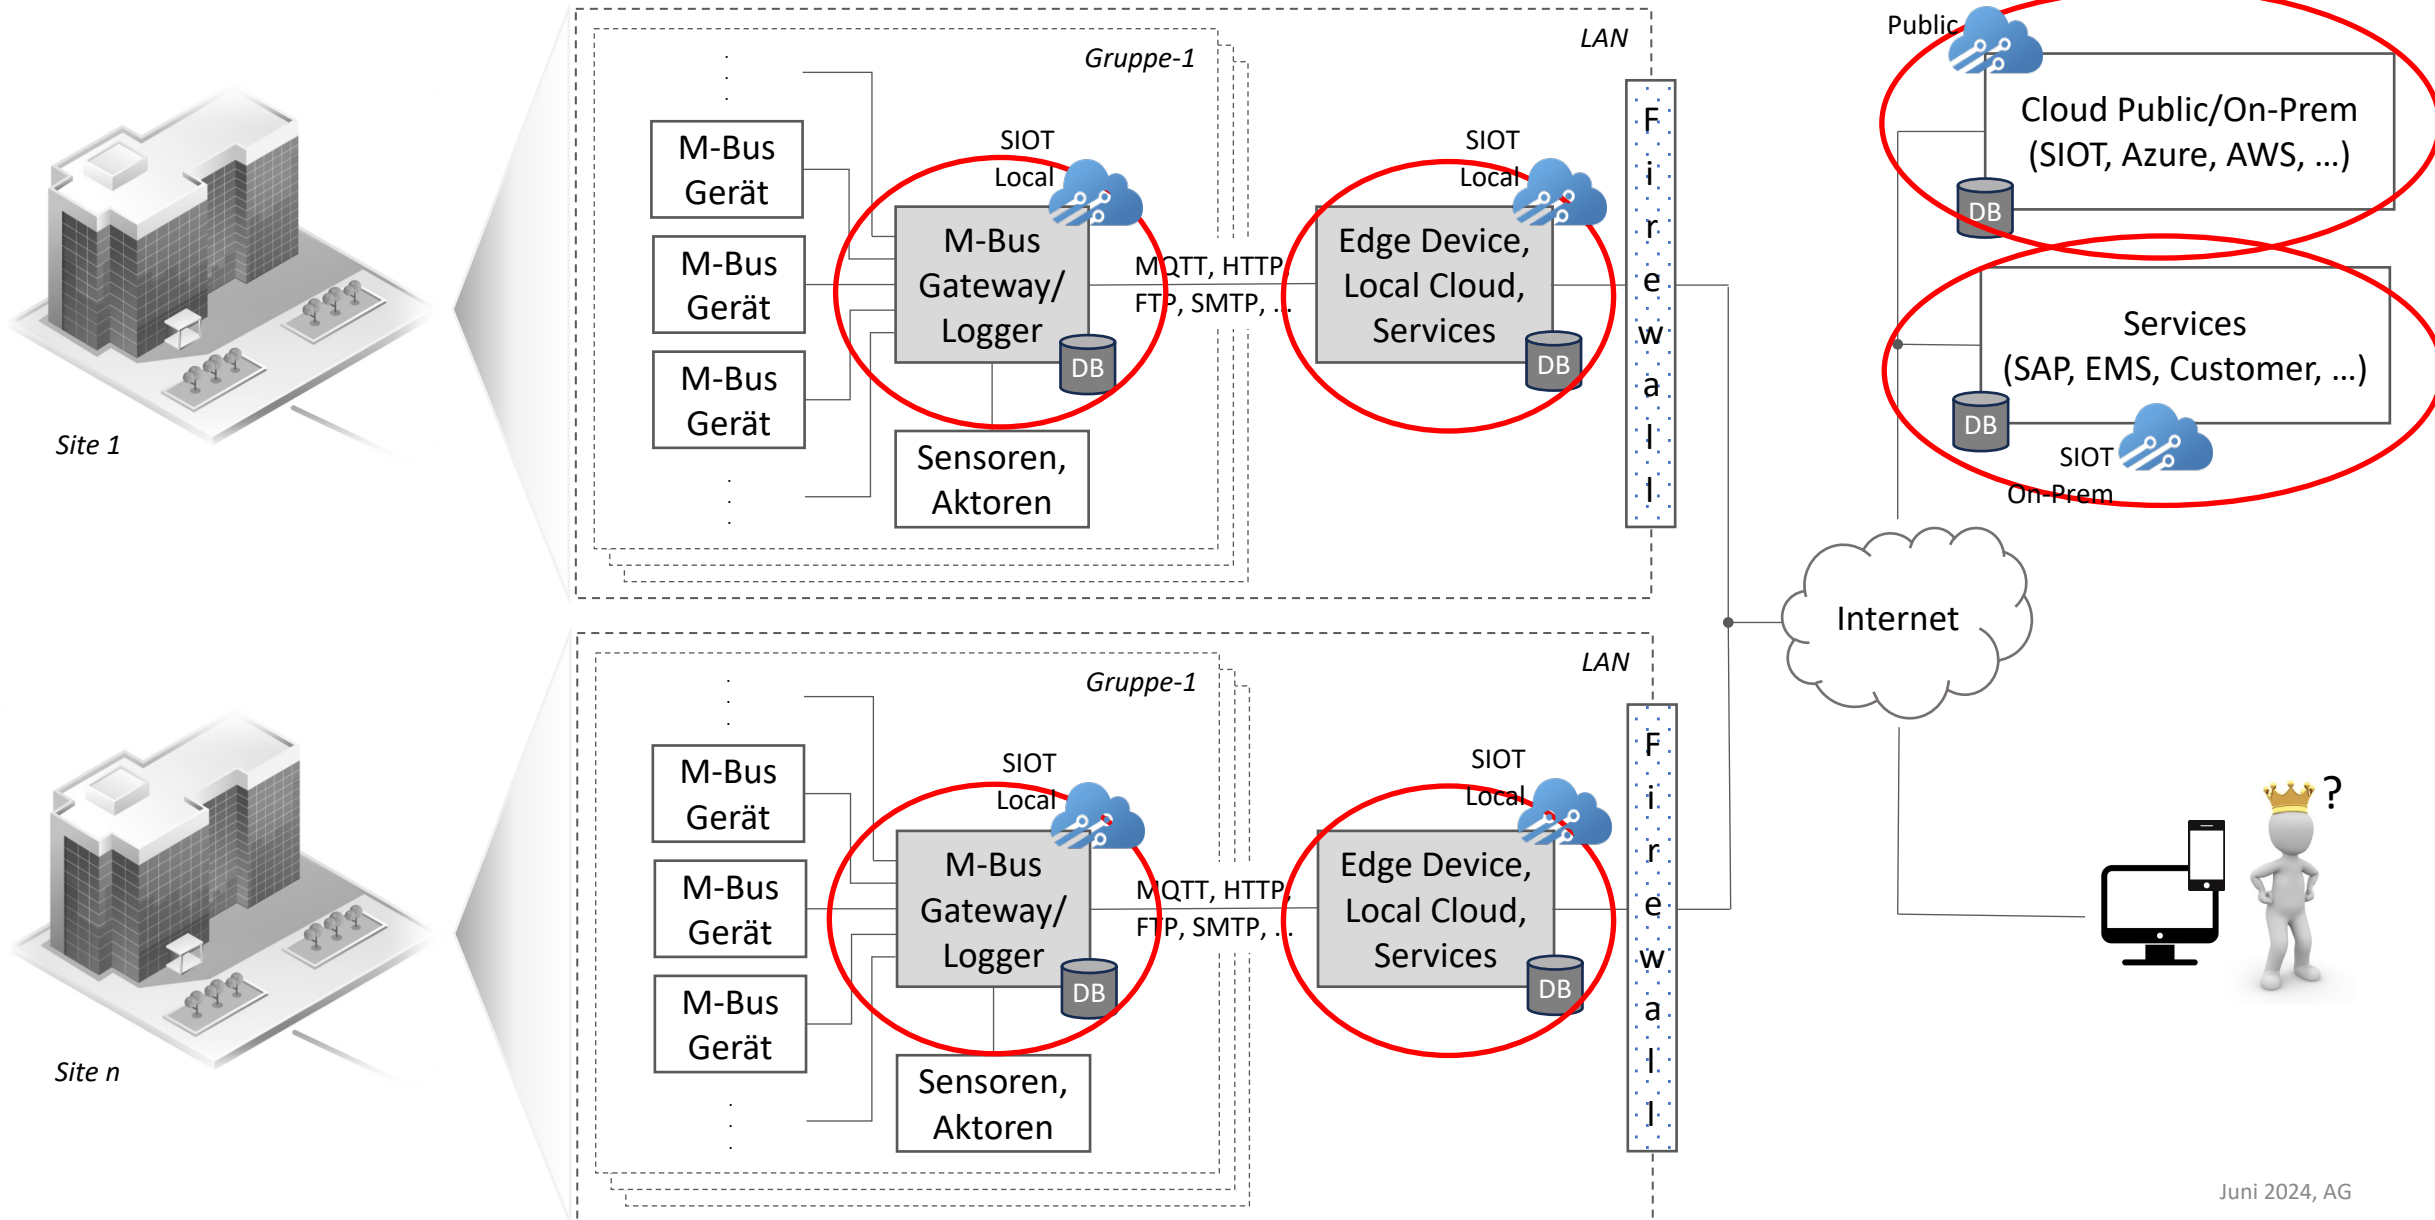 LAN
Gruppe-1
M-Bus
Gerät
M-Bus
Gerät
M-Bus
Gerät
SIOT
Local
M-Bus
Gateway/
Logger
DB
Sensoren,
Aktoren
MQTT, HTTP,
FTP, SMTP, ...
SIOT
Local
Edge Device,
Local Cloud,
Services
DB
Firewall
Site 1
Public
Cloud Public/On-Prem
(SIOT, Azure, AWS, ...)
DB
Services
(SAP, EMS, Customer, ...)
DB
SIOT
On-Prem
Internet
LAN
Gruppe-1
M-Bus
Gerät
M-Bus
Gerät
M-Bus
Gerät
SIOT
Local
M-Bus
Gateway/
Logger
DB
Sensoren,
Aktoren
MQTT, HTTP,
FTP, SMTP, ...
SIOT
Local
Edge Device,
Local Cloud,
Services
DB
Firewall
Site n
?
Juni 2024, AG